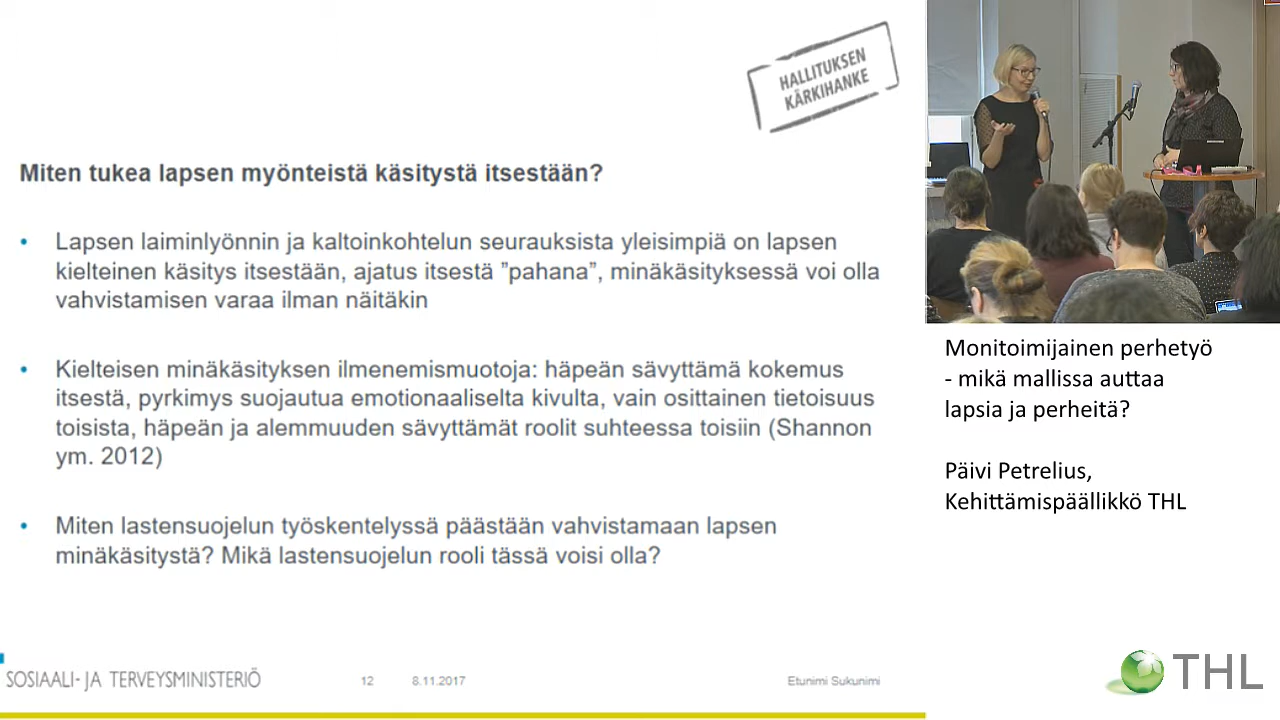 HALLITUKSEN
KÄRKIHANKE
Miten tukea lapsen myönteistä käsitystä itsestään?
• Lapsen laiminlyönnin ja kaltoinkohtelun seurauksista yleisimpiä on lapsen
kielteinen käsitys itsestään, ajatus itsestä ”pahana”, minäkäsityksessä voi olla
vahvistamisen varaa ilman näitäkin
• Kielteisen minäkäsityksen ilmenemismuotoja: häpeän sävyttämä kokemus
itsestä, pyrkimys suojautua emotionaaliselta kivulta, vain osittainen tietoisuus
toisista, häpeän ja alemmuuden sävyttämät roolit suhteessa toisiin (Shannon
ym. 2012)
• Miten lastensuojelun työskentelyssä päästään vahvistamaan lapsen
minäkäsitystä? Mikä lastensuojelun rooli tässä voisi olla?
SOSIAALI- JA TERVEYSMINISTERIÖ
12
8.11.2017
Etunimi Sukunimi
Monitoimijainen perhetyö
- mikä mallissa auttaa
lapsia ja perheitä?
Päivi Petrelius,
Kehittämispäällikkö THL
THL